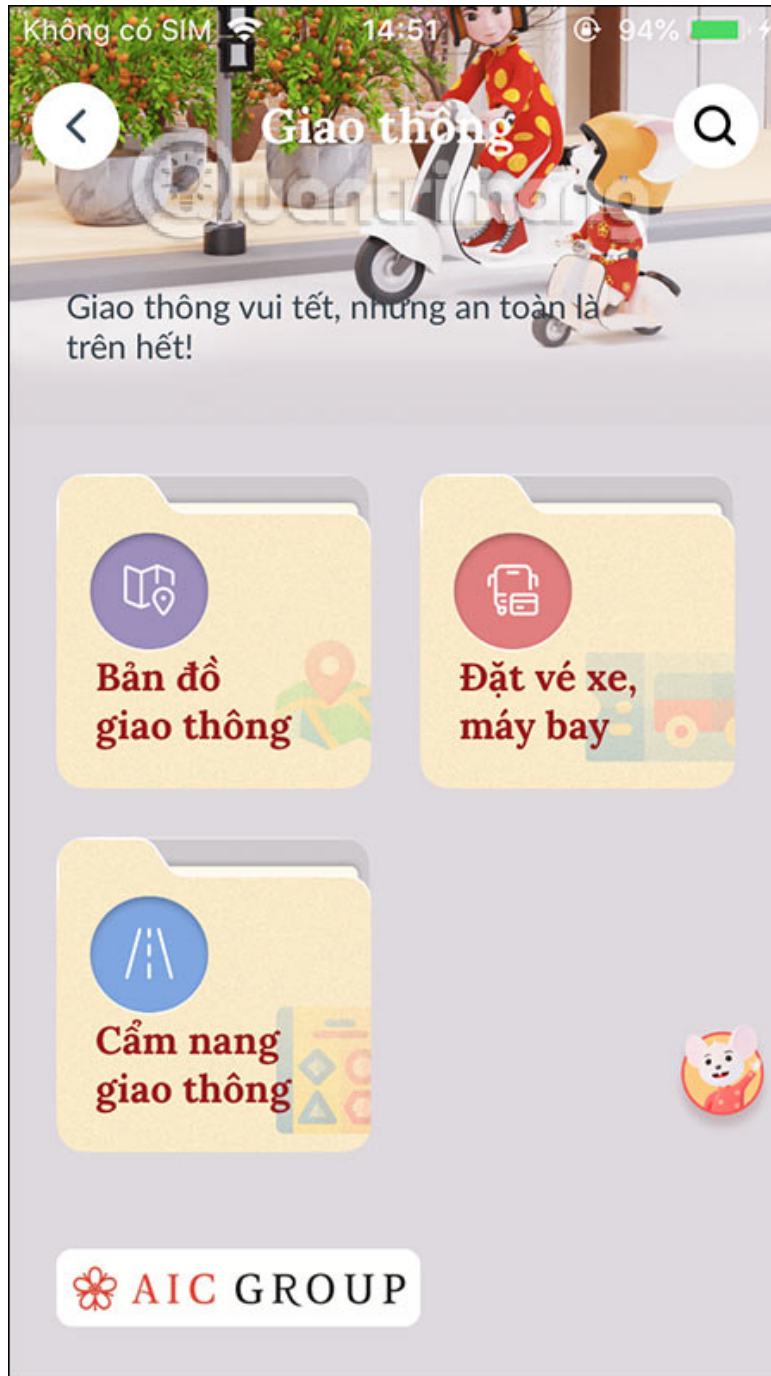 Không có SIM 14:51 94%
Giao thông
Quantrimang
Giao thông vui tết, nhưng an toàn là
trên hết!
Bản đồ
giao thông
Đặt vé xe,
máy bay
Cẩm nang
giao thông
AIC GROUP